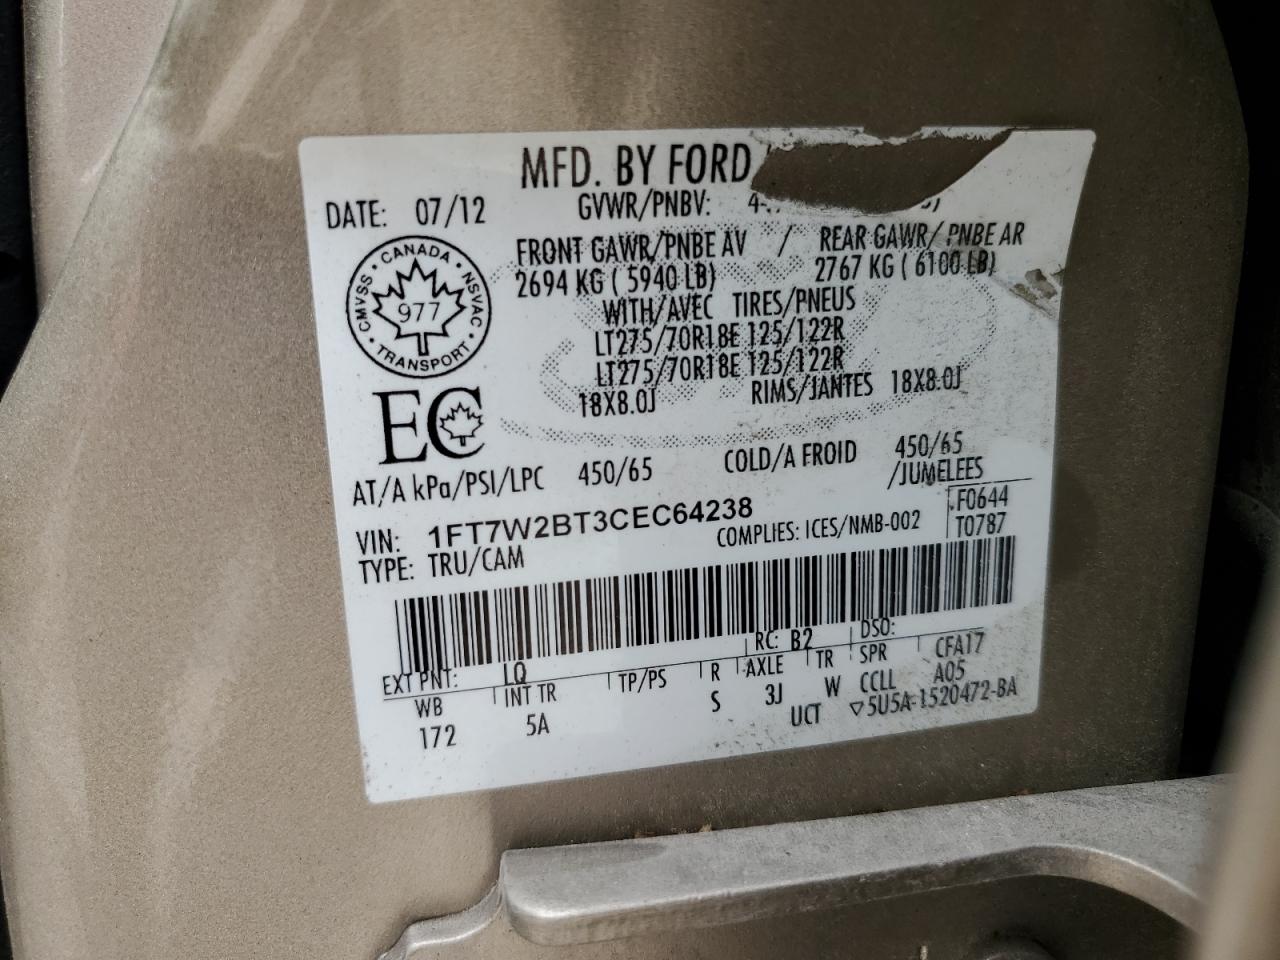 MFD. BY FORD
DATE: 07/12
GVWR/PNBV:
CMVSS · CANADA · NSVAC · TRANSPORT
977
FRONT GAWR/PNBE AV / REAR GAWR/ PNBE AR
2694 KG ( 5940 LB) 2767 KG ( 6100 LB)
WITH/AVEC TIRES/PNEUS
LT275/70R18E 125/122R
LT275/70R18E 125/122R
18X8.0J RIMS/JANTES 18X8.0J
EC
AT/A kPa/PSI/LPC 450/65 COLD/A FROID 450/65
/JUMELEES
VIN: 1FT7W2BT3CEC64238
F0644
TYPE: TRU/CAM COMPLIES: ICES/NMB-002 T0787
EXT PNT: LQ RC: B2 DSO:
WB INT TR TP/PS R AXLE TR SPR CFA17
172 5A S 3J W CCLL A05
UCT ▽5U5A-1520472-BA